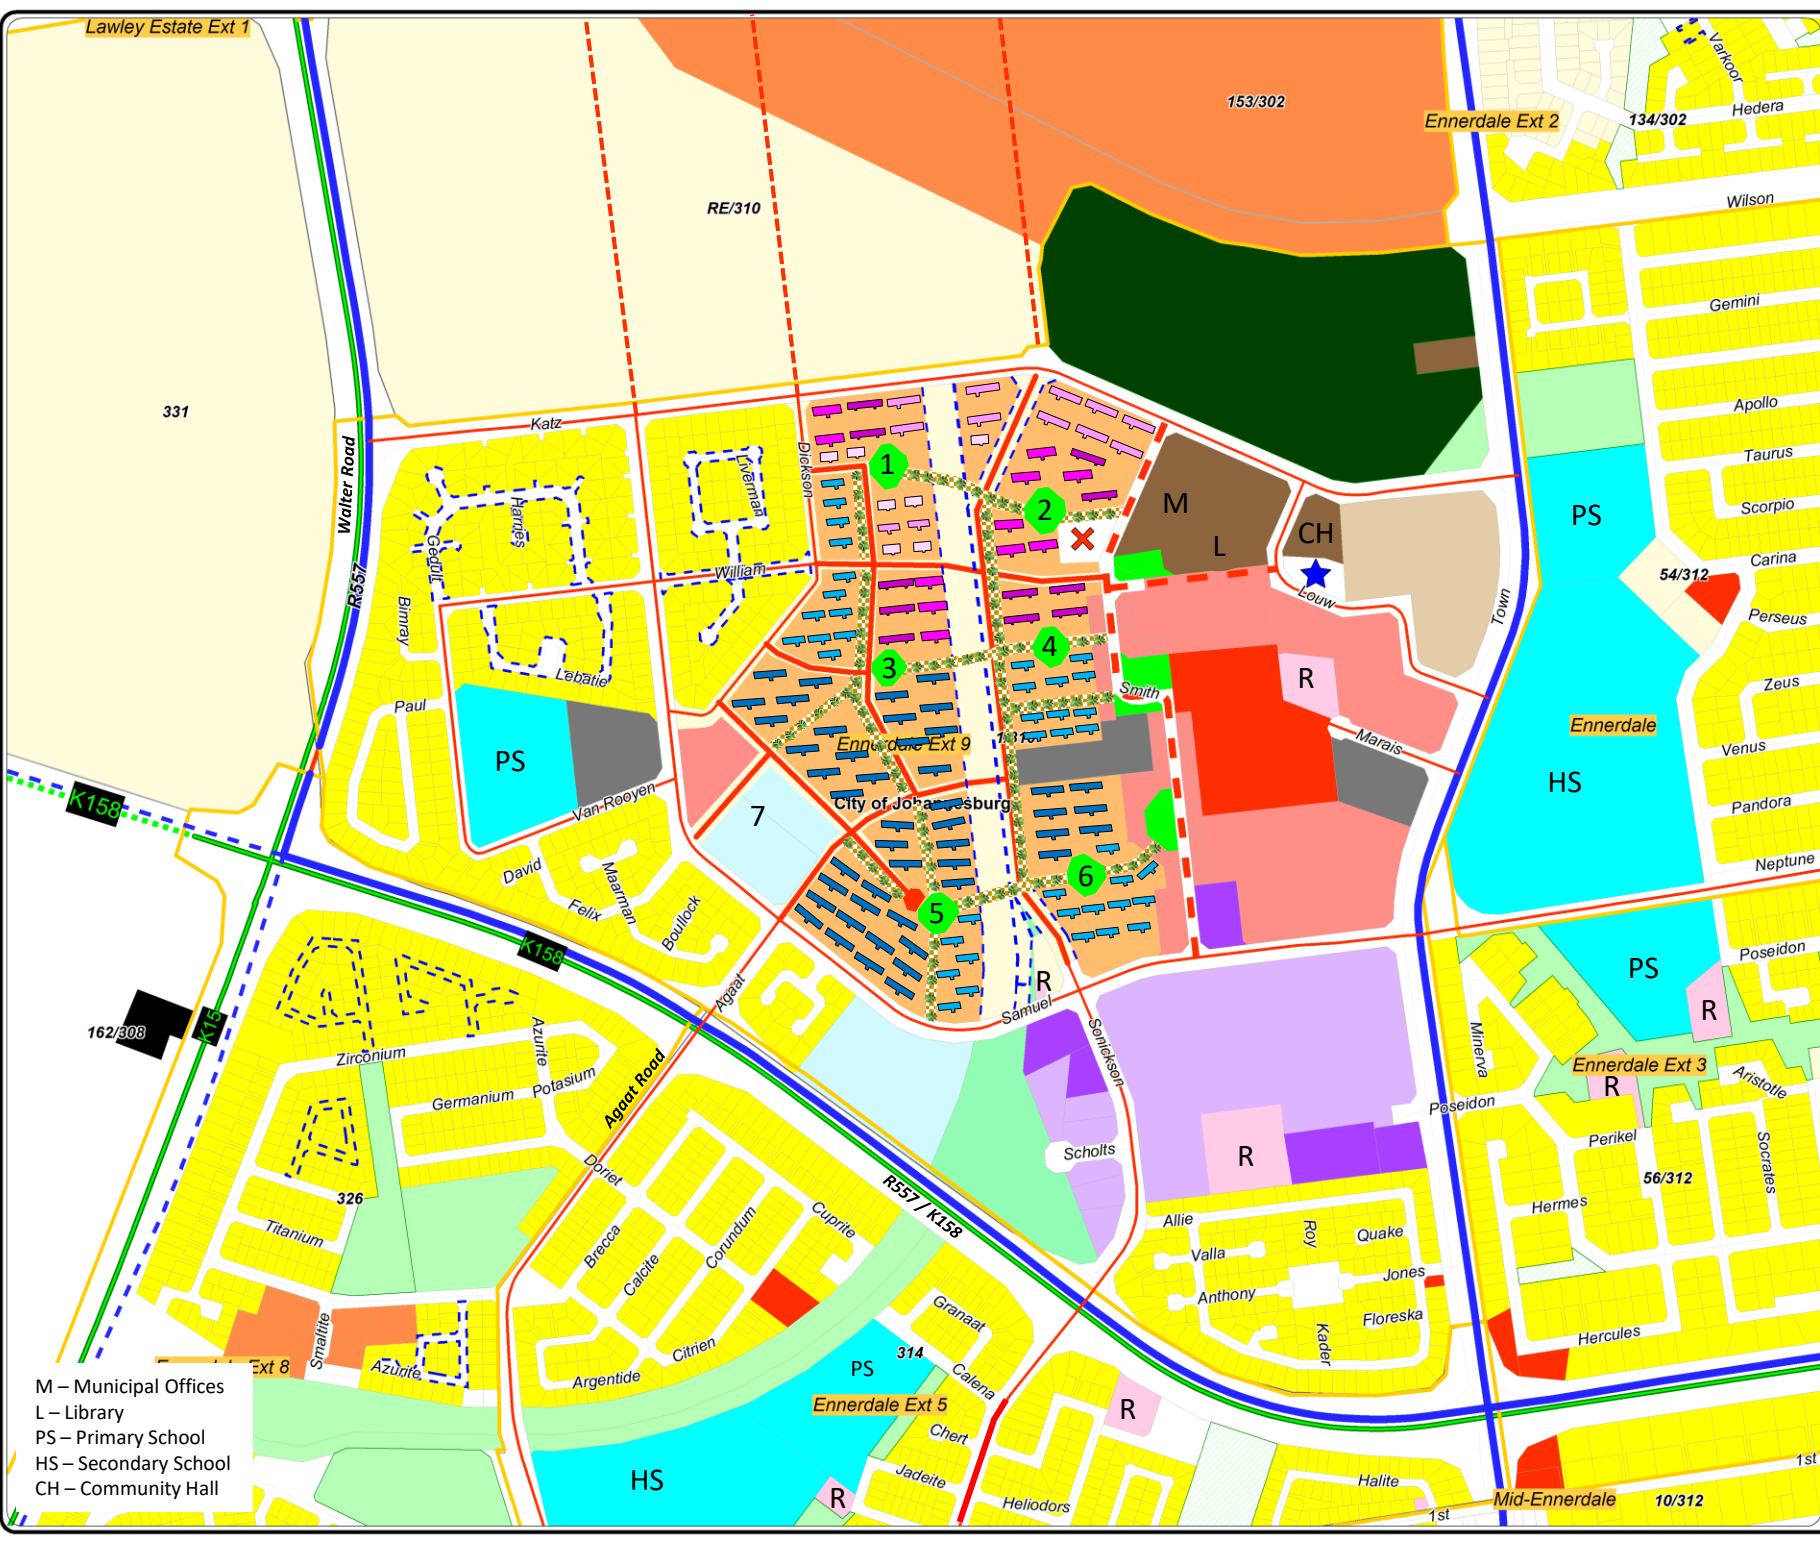 Lawley Estate Ext 1
Varkoor
Hedera
153/302
Ennerdale Ext 2
134/302
Wilson
RE/310
Gemini
331
Katz
Apollo
Taurus
Walter Road
Dickson
Liverman
Harries
1
2
M
L
CH
PS
Scorpio
Gedult
William
R557
Carina
54/312
Louw
Town
Perseus
Bimray
Lebatie
3
4
Smith
R
Zeus
Paul
Ennerdale
PS
Ennerdale Ext 9
Marais
Venus
HS
K158
Van Rooyen
7
City of Johannesburg
Pandora
David
Maarman
Felix
Boullock
6
5
Neptune
K158
Agaat
R
Samuel
PS
Poseidon
R
162/308
K15
Zirconium
Azurite
Potasium
Germanium
Agaat Road
Sonickson
Minerva
Ennerdale Ext 3
R
Aristotle
Poseidon
Perikel
Socrates
Scholts
R
56/312
Doriet
326
Titanium
R557 / K158
Brecca
Calcite
Corundum
Cuprite
Allie
Valla
Roy
Quake
Hermes
Jones
Anthony
Floreska
Kader
Hercules
Granaat
Smaltite
Ennerdale Ext 8
Azurite
Argentide
Citrien
PS
314
Calena
Ennerdale Ext 5
R
Chert
Jadeite
HS
R
Heliodors
Halite
1st
Mid-Ennerdale
10/312
1st
M – Municipal Offices
L – Library
PS – Primary School
HS – Secondary School
CH – Community Hall